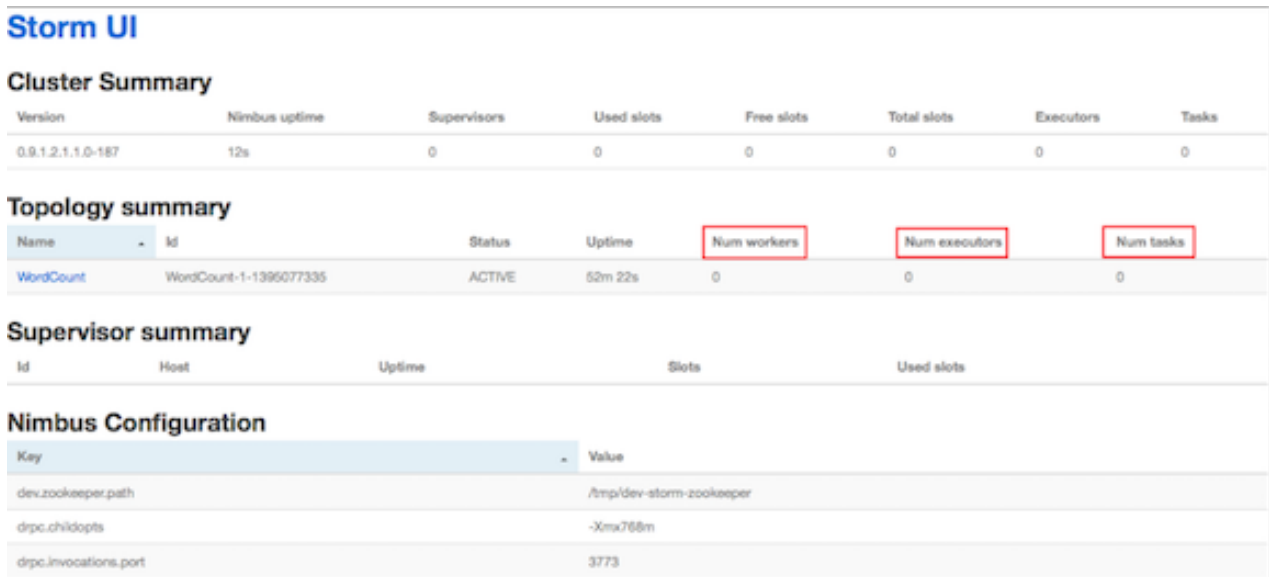 Storm UI
Cluster Summary
Version Nimbus uptime Supervisors Used slots Free slots Total slots Executors Tasks
0.9.1.2.1.1.0-187 12s 0 0 0 0 0 0
Topology summary
Name Id Status Uptime Num workers Num executors Num tasks
WordCount WordCount-1-1395077335 ACTIVE 52m 22s 0 0 0
Supervisor summary
Id Host Uptime Slots Used slots
Nimbus Configuration
Key Value
dev.zookeeper.path /tmp/dev-storm-zookeeper
drpc.childopts -Xmx768m
drpc.invocations.port 3773